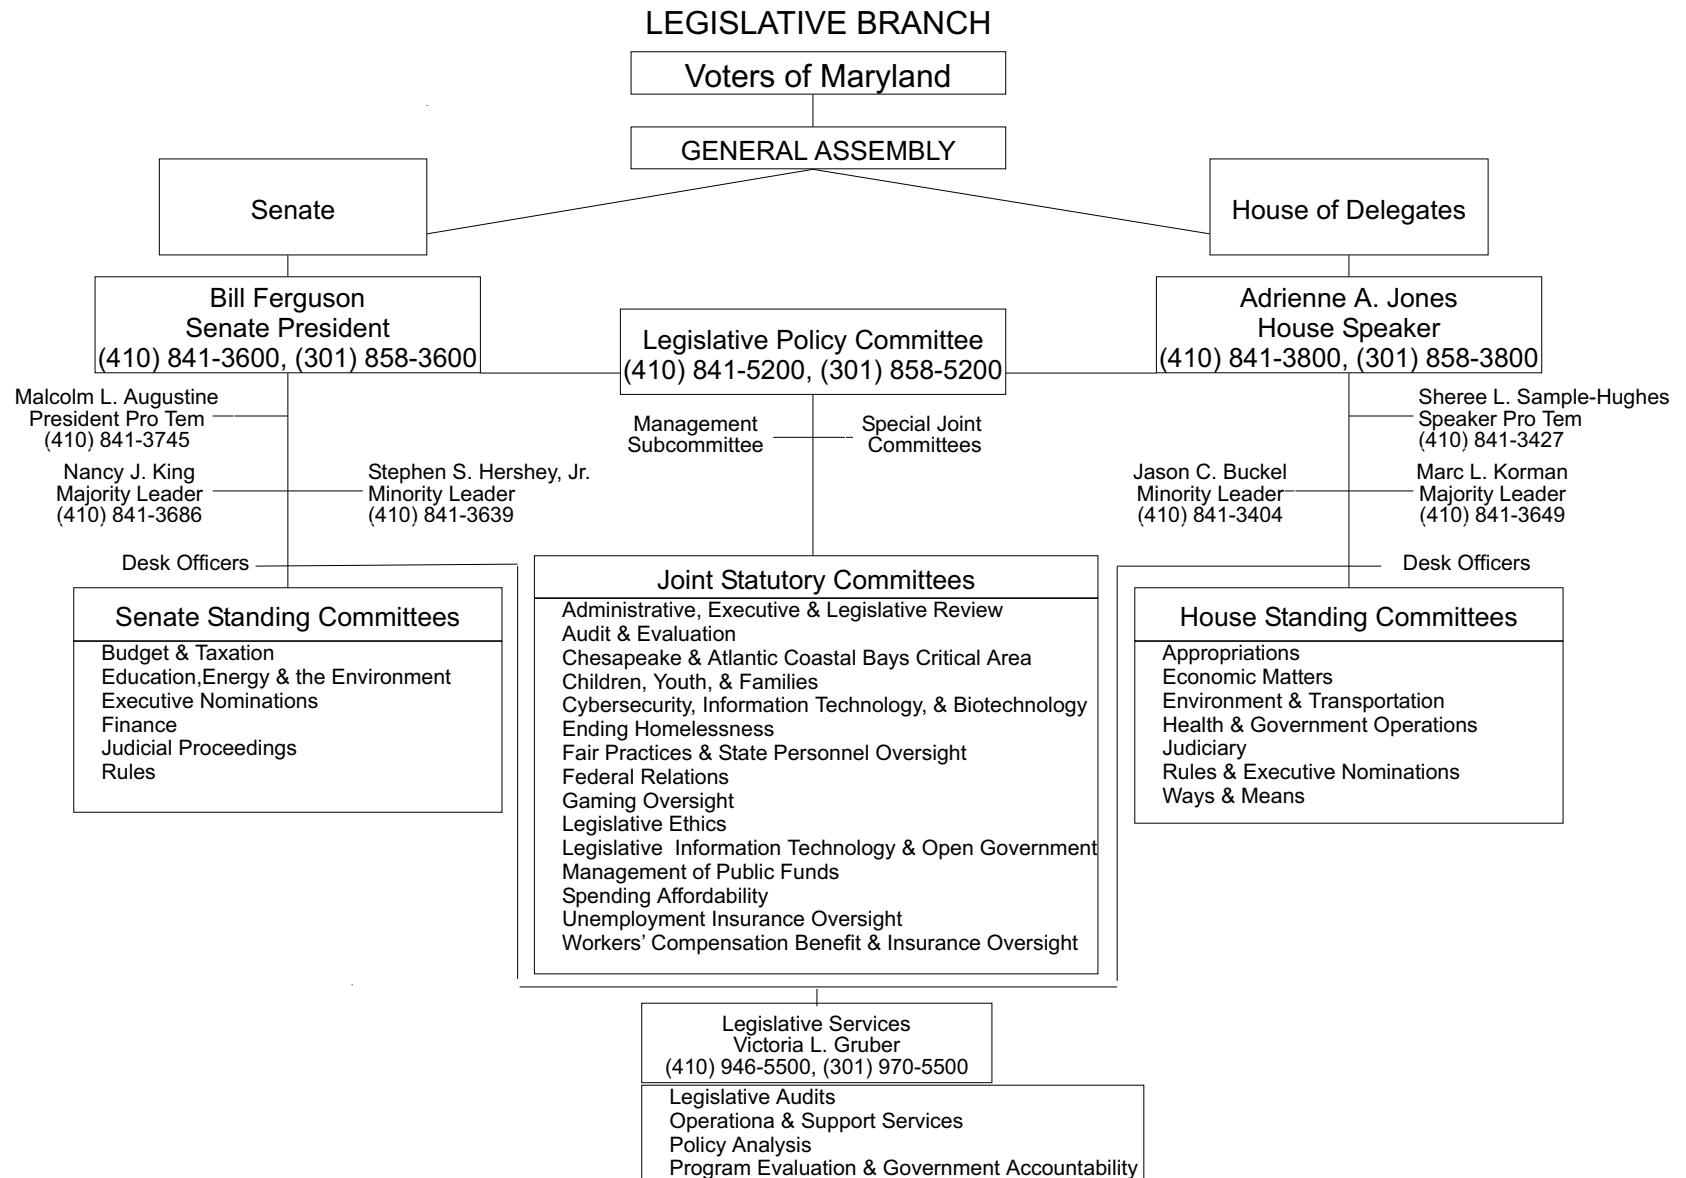 LEGISLATIVE BRANCH
Voters of Maryland
GENERAL ASSEMBLY
Senate
House of Delegates
Bill Ferguson
Senate President
(410) 841-3600, (301) 858-3600
Legislative Policy Committee
(410) 841-5200, (301) 858-5200
Adrienne A. Jones
House Speaker
(410) 841-3800, (301) 858-3800
Malcolm L. Augustine
President Pro Tem
(410) 841-3745
Nancy J. King
Majority Leader
(410) 841-3686
Stephen S. Hershey, Jr.
Minority Leader
(410) 841-3639
Management
Subcommittee
Special Joint
Committees
Sheree L. Sample-Hughes
Speaker Pro Tem
(410) 841-3427
Jason C. Buckel
Minority Leader
(410) 841-3404
Marc L. Korman
Majority Leader
(410) 841-3649
Desk Officers
Desk Officers
Senate Standing Committees
Budget & Taxation
Education,Energy & the Environment
Executive Nominations
Finance
Judicial Proceedings
Rules
Joint Statutory Committees
Administrative, Executive & Legislative Review
Audit & Evaluation
Chesapeake & Atlantic Coastal Bays Critical Area
Children, Youth, & Families
Cybersecurity, Information Technology, & Biotechnology
Ending Homelessness
Fair Practices & State Personnel Oversight
Federal Relations
Gaming Oversight
Legislative Ethics
Legislative  Information Technology & Open Government
Management of Public Funds
Spending Affordability
Unemployment Insurance Oversight
Workers’ Compensation Benefit & Insurance Oversight
House Standing Committees
Appropriations
Economic Matters
Environment & Transportation
Health & Government Operations
Judiciary
Rules & Executive Nominations
Ways & Means
Legislative Services
Victoria L. Gruber
(410) 946-5500, (301) 970-5500
Legislative Audits
Operationa & Support Services
Policy Analysis
Program Evaluation & Government Accountability